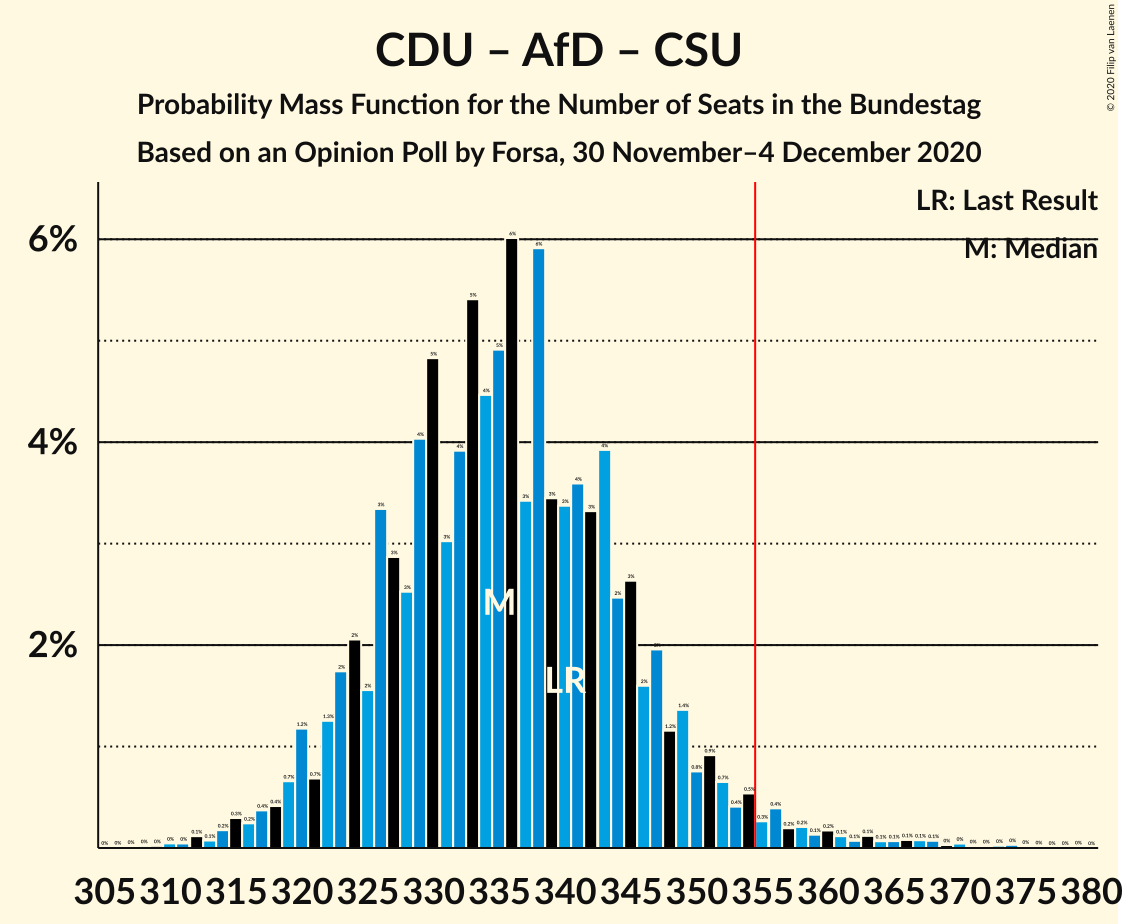 CDU – AfD – CSU
Probability Mass Function for the Number of Seats in the Bundestag
Based on an Opinion Poll by Forsa, 30 November–4 December 2020
© 2020 Filip van Laenen
LR: Last Result
M: Median
6%
4%
2%
M
LR
305 310 315 320 325 330 335 340 345 350 355 360 365 370 375 380